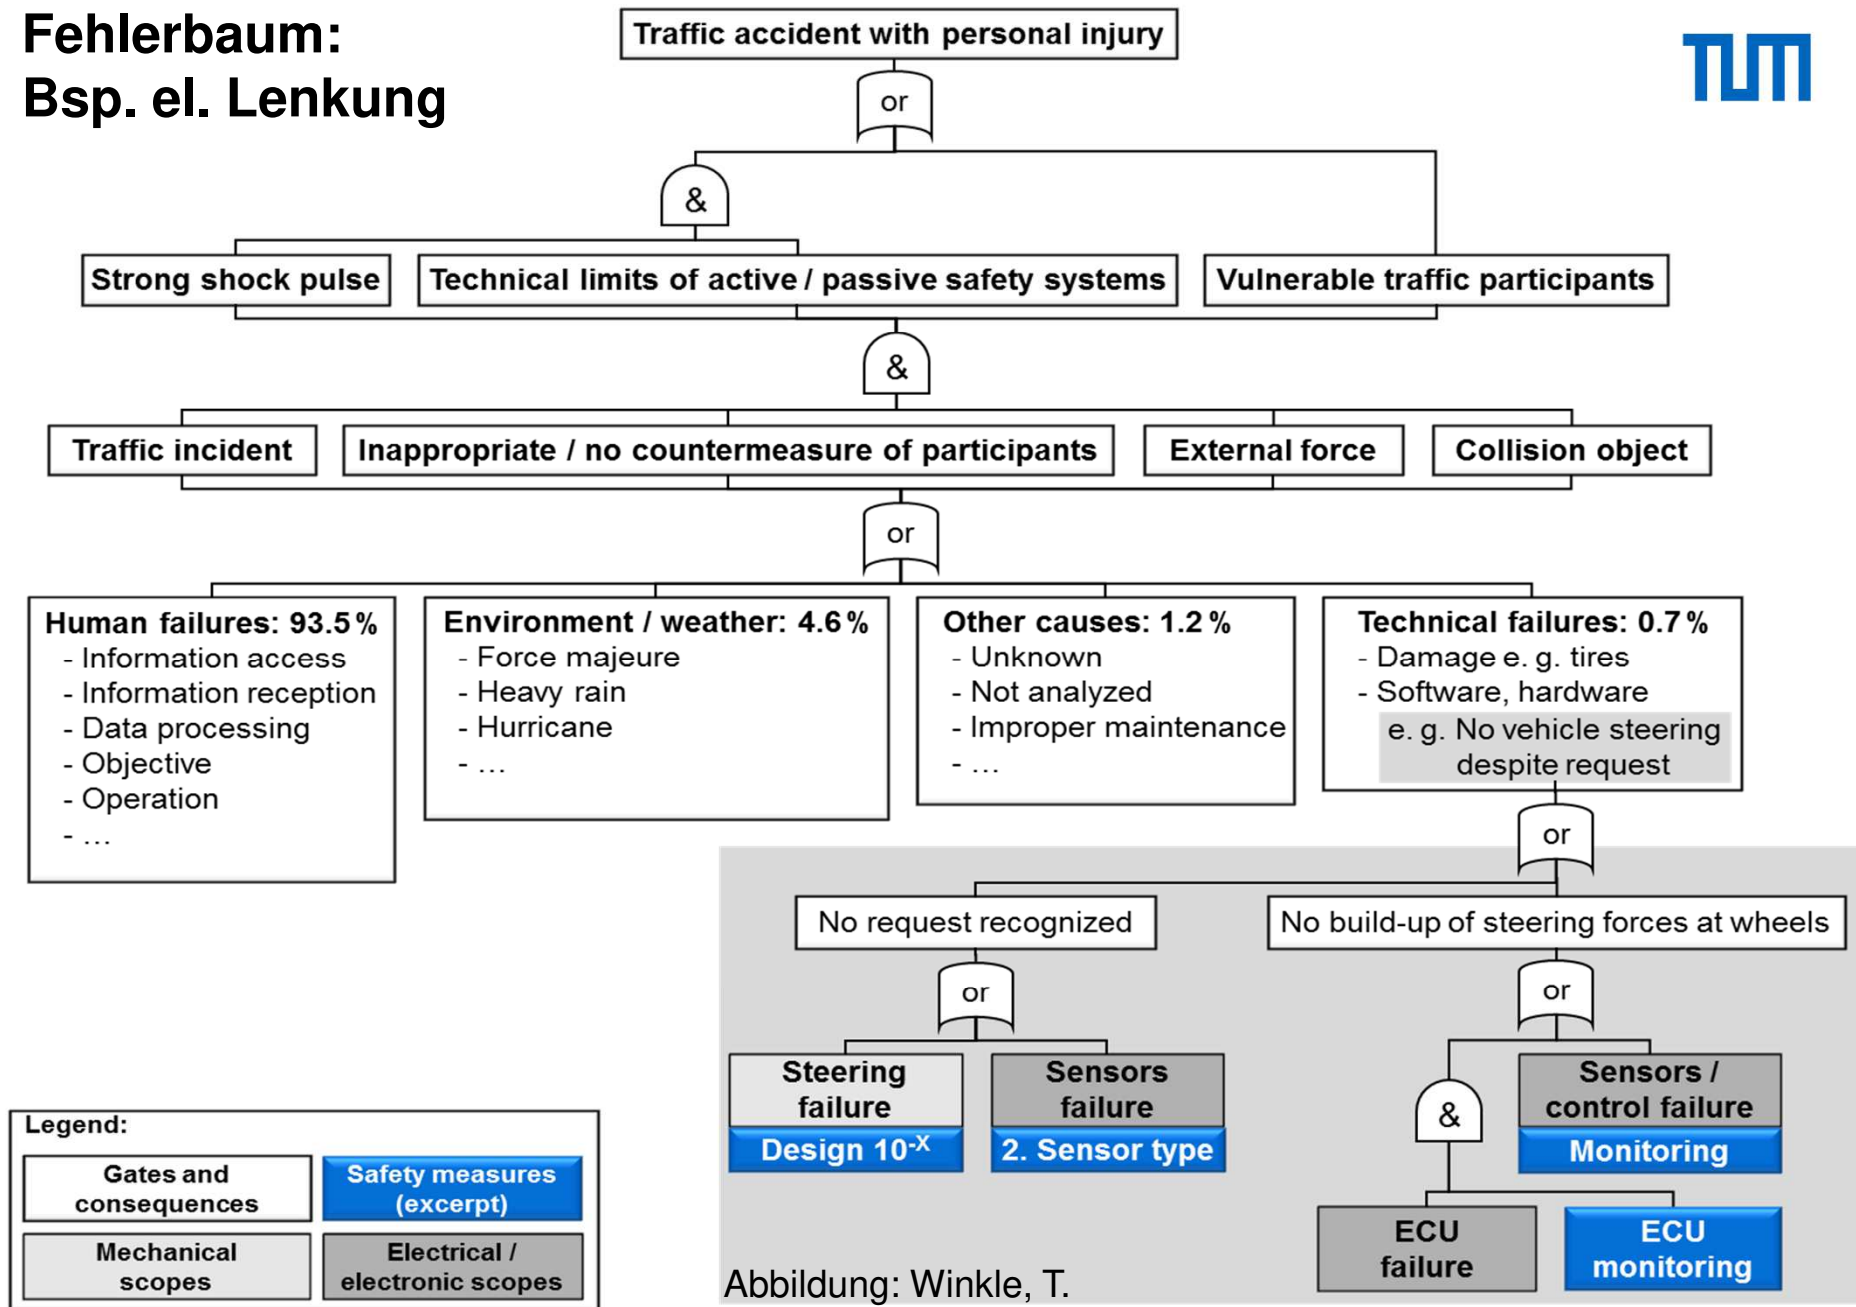 Fehlerbaum:
Bsp. el. Lenkung
TUM
Traffic accident with personal injury
or
&
Strong shock pulse
Technical limits of active / passive safety systems
Vulnerable traffic participants
&
Traffic incident
Inappropriate / no countermeasure of participants
External force
Collision object
or
Human failures: 93.5 %
- Information access
- Information reception
- Data processing
- Objective
- Operation
- …
Environment / weather: 4.6 %
- Force majeure
- Heavy rain
- Hurricane
- …
Other causes: 1.2 %
- Unknown
- Not analyzed
- Improper maintenance
- …
Technical failures: 0.7 %
- Damage e. g. tires
- Software, hardware
e. g. No vehicle steering
despite request
or
No request recognized
No build-up of steering forces at wheels
or
or
Steering
failure
Design 10⁻ˣ
Sensors
failure
2. Sensor type
&
Sensors /
control failure
Monitoring
ECU
failure
ECU
monitoring
Legend:
Gates and
consequences
Safety measures
(excerpt)
Mechanical
scopes
Electrical /
electronic scopes
Abbildung: Winkle, T.